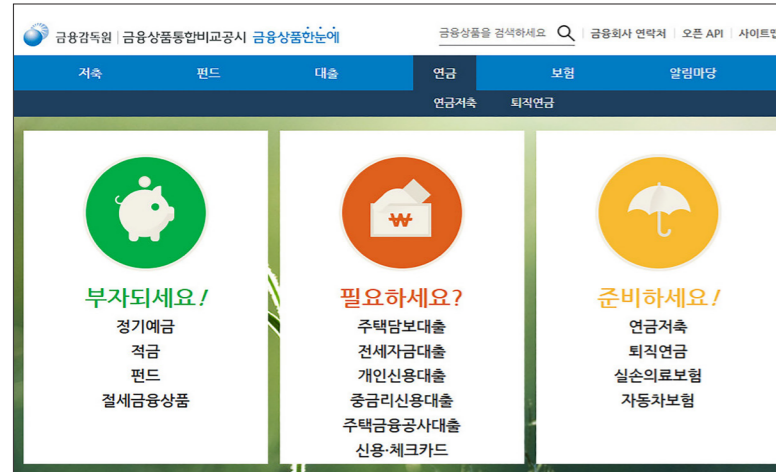 금융감독원 | 금융상품통합비교공시 금융상품한눈에
금융상품을 검색하세요 금융회사 연락처 | 오픈 API | 사이트맵
저축 펀드 대출 연금 보험 알림마당
연금저축 퇴직연금
부자되세요!
정기예금
적금
펀드
절세금융상품
₩
필요하세요?
주택담보대출
전세자금대출
개인신용대출
중금리신용대출
주택금융공사대출
신용·체크카드
준비하세요!
연금저축
퇴직연금
실손의료보험
자동차보험